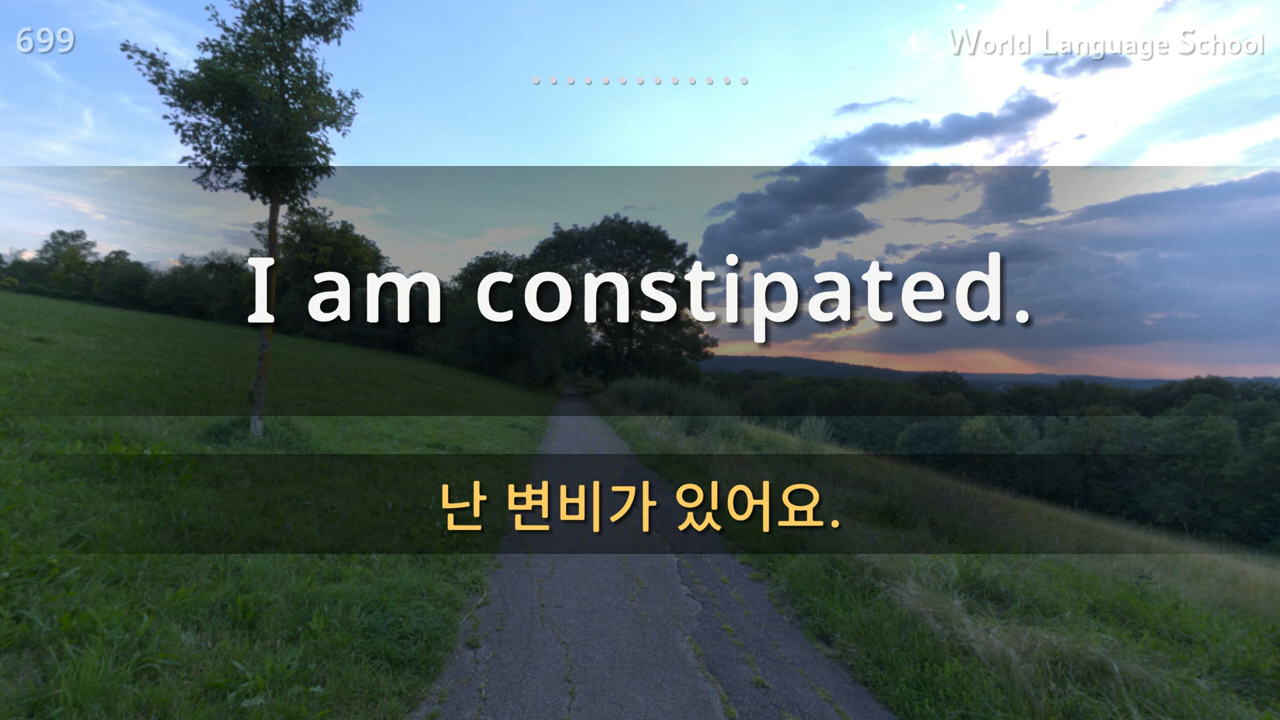 699
World Language School
I am constipated.
난 변비가 있어요.